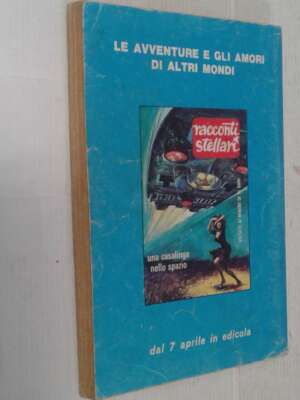 LE AVVENTURE E GLI AMORI
DI ALTRI MONDI
racconti
stellari
una casalinga
nello spazio
dal 7 aprile in edicola